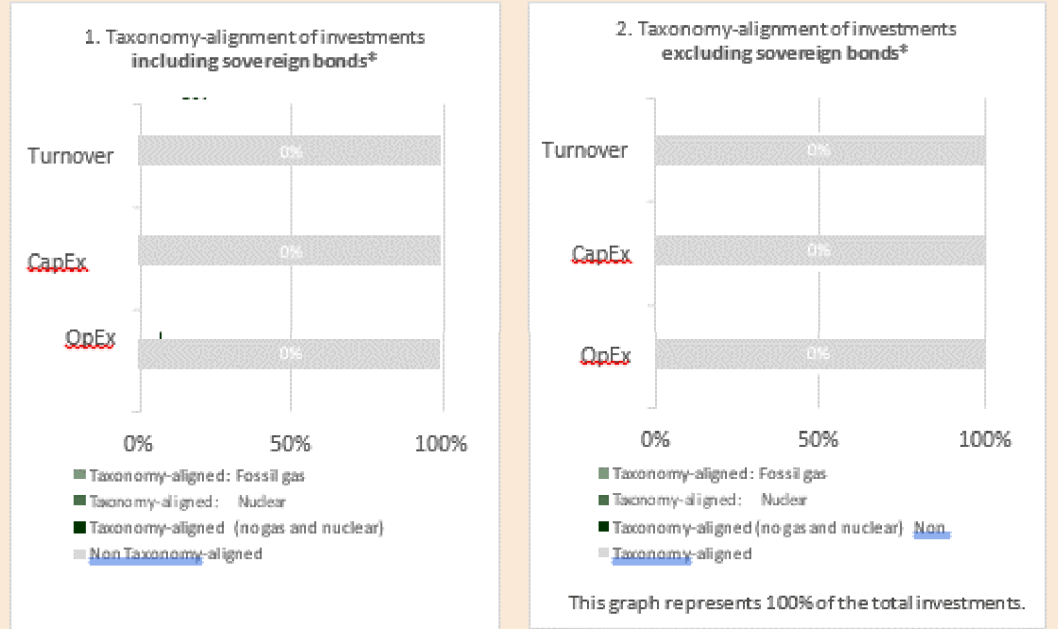 1. Taxonomy-alignment of investments
including sovereign bonds*
Turnover
0%
CapEx
0%
OpEx
0%
0%
50%
100%
Taxonomy-aligned: Fossil gas
Taxonomy-aligned: Nuclear
Taxonomy-aligned (no gas and nuclear)
Non Taxonomy-aligned
2. Taxonomy-alignment of investments
excluding sovereign bonds*
Turnover
0%
CapEx
0%
OpEx
0%
0%
50%
100%
Taxonomy-aligned: Fossil gas
Taxonomy-aligned: Nuclear
Taxonomy-aligned (no gas and nuclear) Non
Taxonomy-aligned
This graph represents 100% of the total investments.